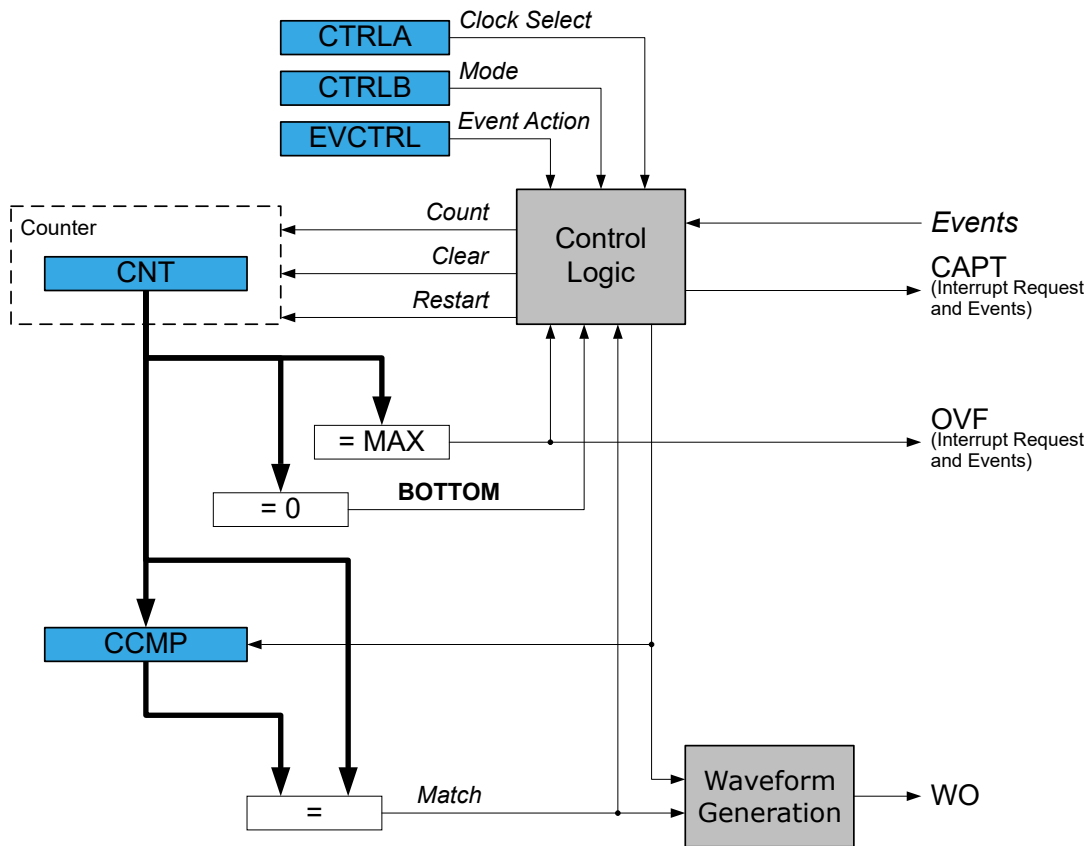 CTRLA
Clock Select
CTRLB
Mode
EVCTRL
Event Action
Counter
CNT
Count
Clear
Restart
Control
Logic
Events
CAPT
(Interrupt Request
and Events)
= MAX
OVF
(Interrupt Request
and Events)
= 0
BOTTOM
CCMP
=
Match
Waveform
Generation
WO